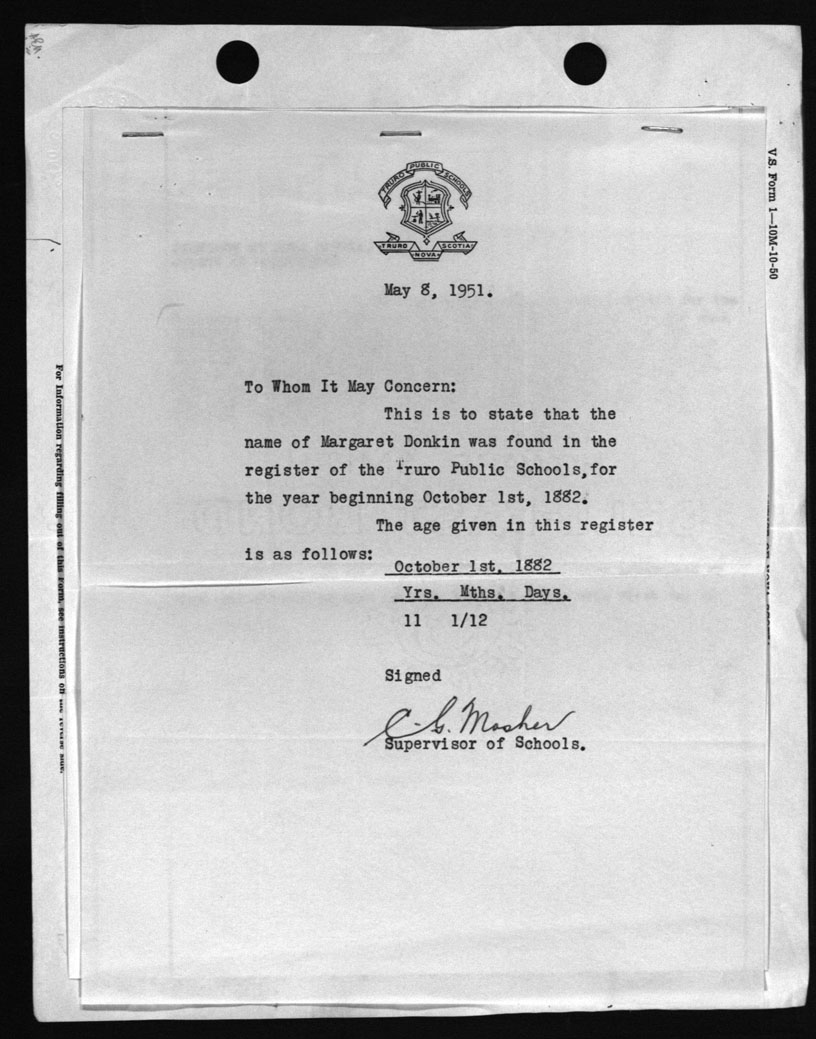 TRURO PUBLIC SCHOOLS
TRURO NOVA SCOTIA
May 8, 1951.
To Whom It May Concern:
This is to state that the
name of Margaret Donkin was found in the
register of the Truro Public Schools,for
the year beginning October 1st, 1882.
The age given in this register
is as follows:
October 1st. 1882
Yrs. Mths. Days.
11 1/12
Signed
C. G. Mosher
Supervisor of Schools.
V.S. Form 1—10M-10-50
For Information regarding filling out of this Form, see instructions on